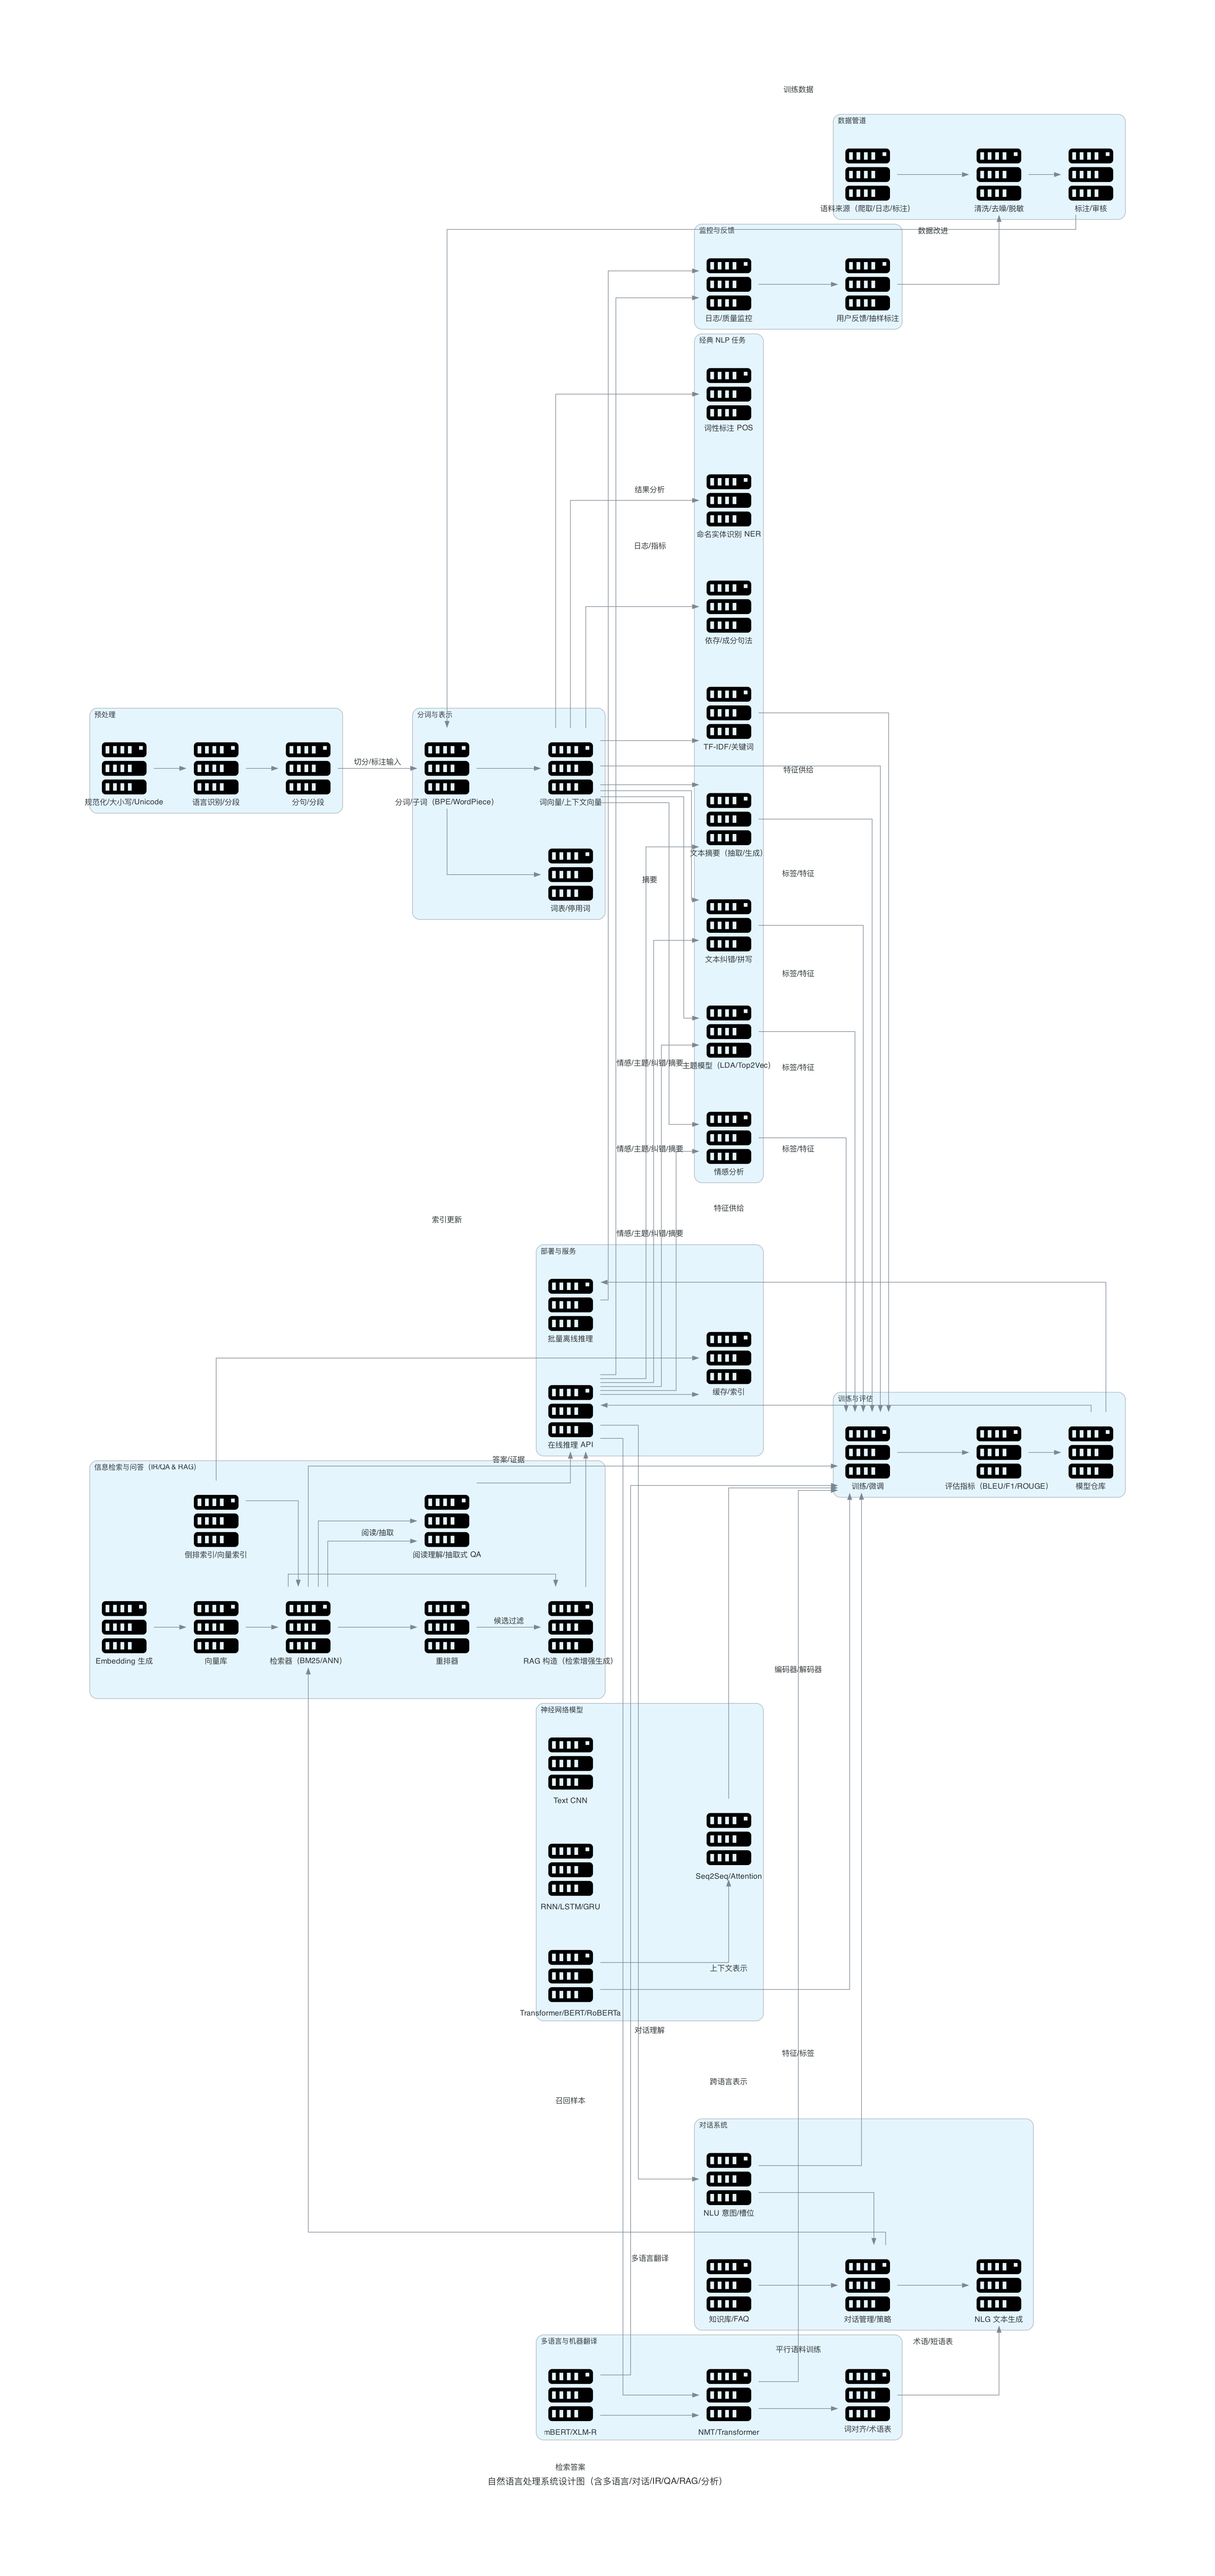 训练数据
数据管道
语料来源（爬取/日志/标注）
清洗/去噪/脱敏
标注/审核
监控与反馈
数据改进
日志/质量监控
用户反馈/抽样标注
经典 NLP 任务
词性标注 POS
结果分析
命名实体识别 NER
日志/指标
依存/成分句法
预处理
分词与表示
TF-IDF/关键词
切分/标注输入
特征供给
规范化/大小写/Unicode
语言识别/分段
分句/分段
分词/子词（BPE/WordPiece）
词向量/上下文向量
文本摘要（抽取/生成）
标签/特征
摘要
词表/停用词
文本纠错/拼写
标签/特征
情感/主题/纠错/摘要
主题模型（LDA/Top2Vec）
标签/特征
情感/主题/纠错/摘要
标签/特征
情感分析
特征供给
索引更新
情感/主题/纠错/摘要
部署与服务
批量离线推理
缓存/索引
训练与评估
在线推理 API
答案/证据
信息检索与问答（IR/QA & RAG）
训练/微调
评估指标（BLEU/F1/ROUGE）
模型仓库
阅读/抽取
倒排索引/向量索引
阅读理解/抽取式 QA
候选过滤
Embedding 生成
向量库
检索器（BM25/ANN）
重排器
RAG 构造（检索增强生成）
编码器/解码器
神经网络模型
Text CNN
Seq2Seq/Attention
RNN/LSTM/GRU
上下文表示
Transformer/BERT/RoBERTa
对话理解
特征/标签
跨语言表示
召回样本
对话系统
NLU 意图/槽位
多语言翻译
知识库/FAQ
对话管理/策略
NLG 文本生成
多语言与机器翻译
术语/短语表
平行语料训练
mBERT/XLM-R
NMT/Transformer
词对齐/术语表
检索答案
自然语言处理系统设计图（含多语言/对话/IR/QA/RAG/分析）